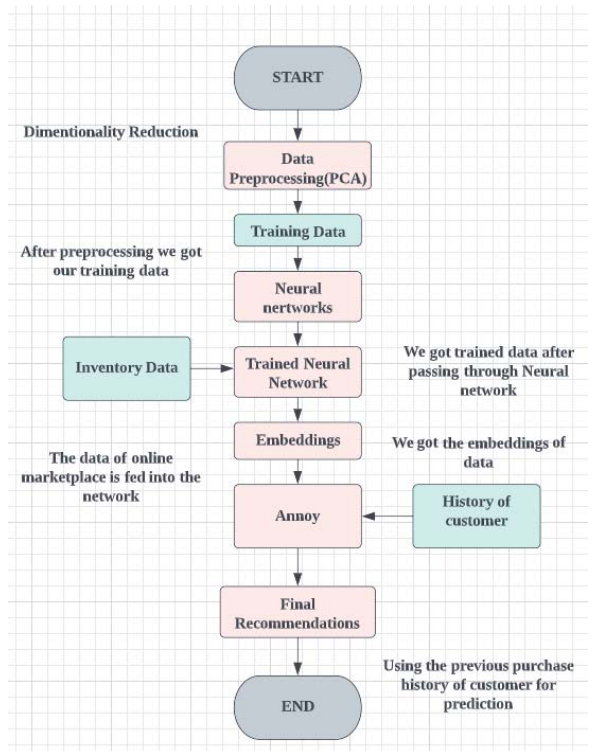 START
Dimentionality Reduction
Data
Preprocessing(PCA)
Training Data
After preprocessing we got
our training data
Neural
nertworks
Inventory Data
Trained Neural
Network
We got trained data after
passing through Neural
network
Embeddings
We got the embeddings of
data
The data of online
marketplace is fed into the
network
Annoy
History of
customer
Final
Recommendations
Using the previous purchase
history of customer for
prediction
END